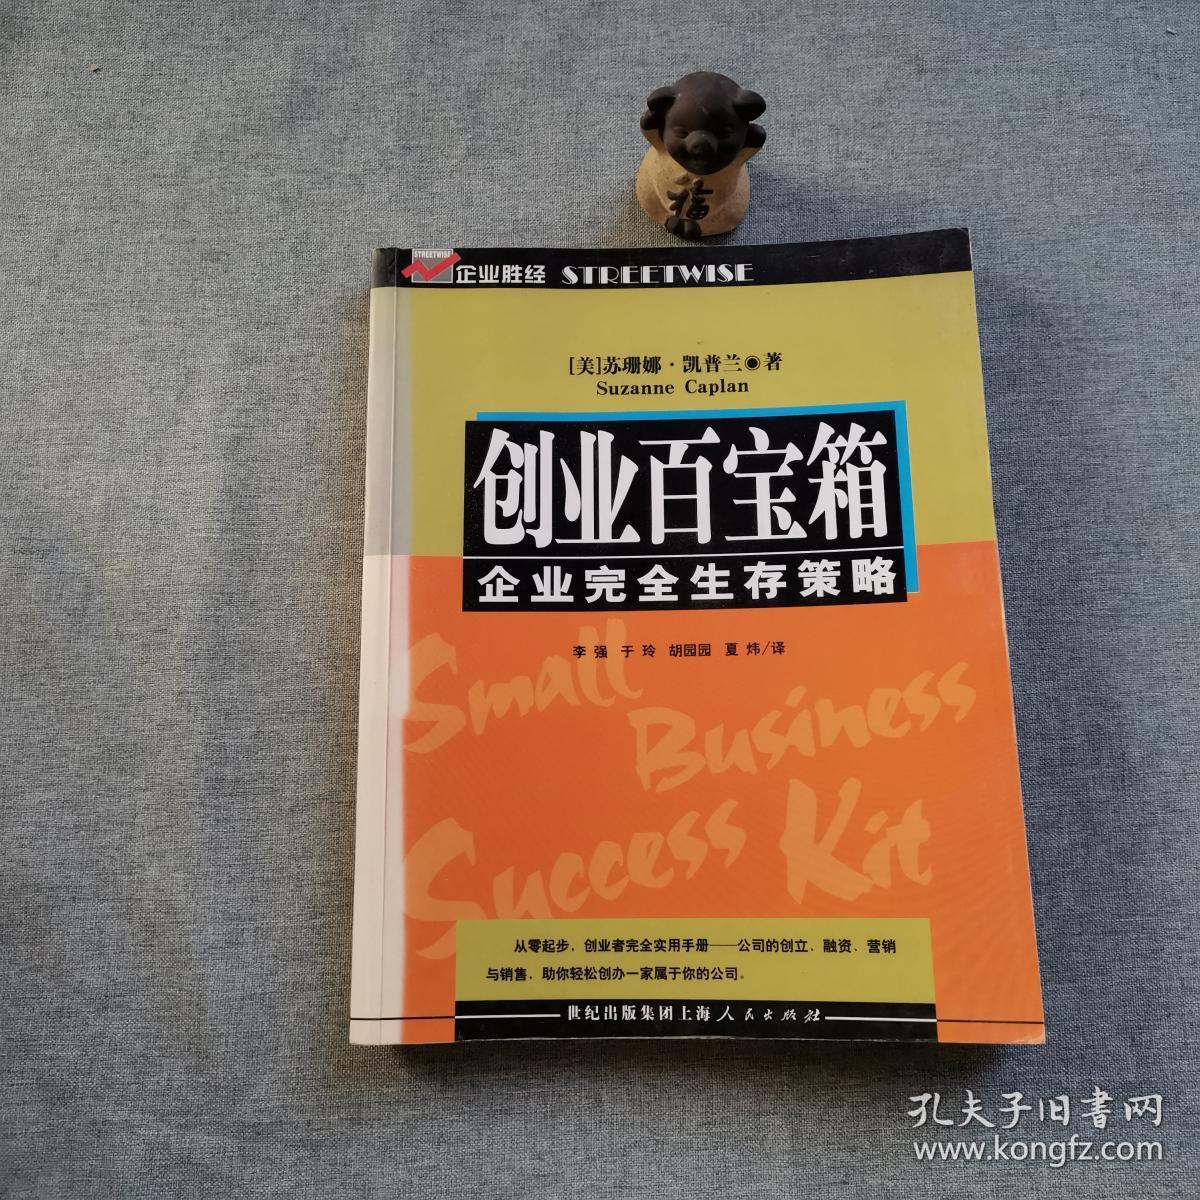 福
STREETWISE
企业胜经 STREETWISE
[美]苏珊娜·凯普兰◉著
Suzanne Caplan
创业百宝箱
企业完全生存策略
李强 于玲 胡园园 夏炜/译
Small
Business
Success Kit
从零起步，创业者完全实用手册——公司的创立、融资、营销
与销售，助你轻松创办一家属于你的公司。
世纪出版集团上海人民出版社
孔夫子旧书网
www.kongfz.com